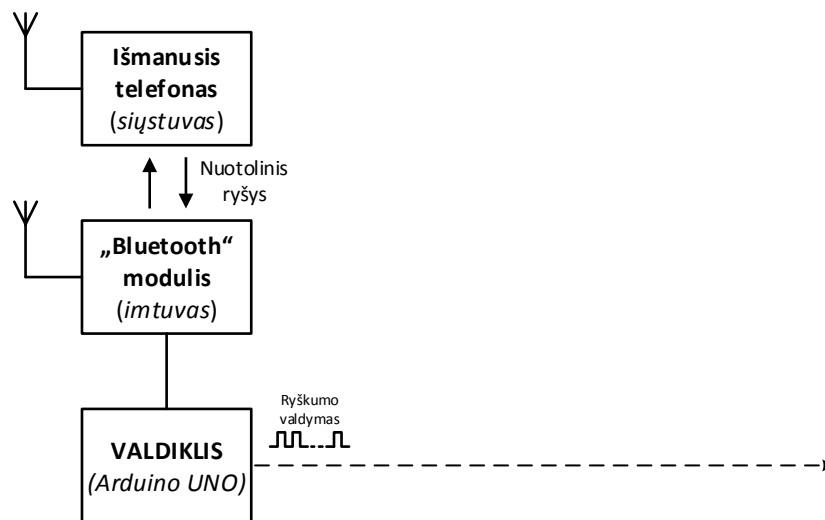 Išmanusis
telefonas
(siųstuvas)
Nuotolinis
ryšys
„Bluetooth“
modulis
(imtuvas)
Ryškumo
valdymas
VALDIKLIS
(Arduino UNO)